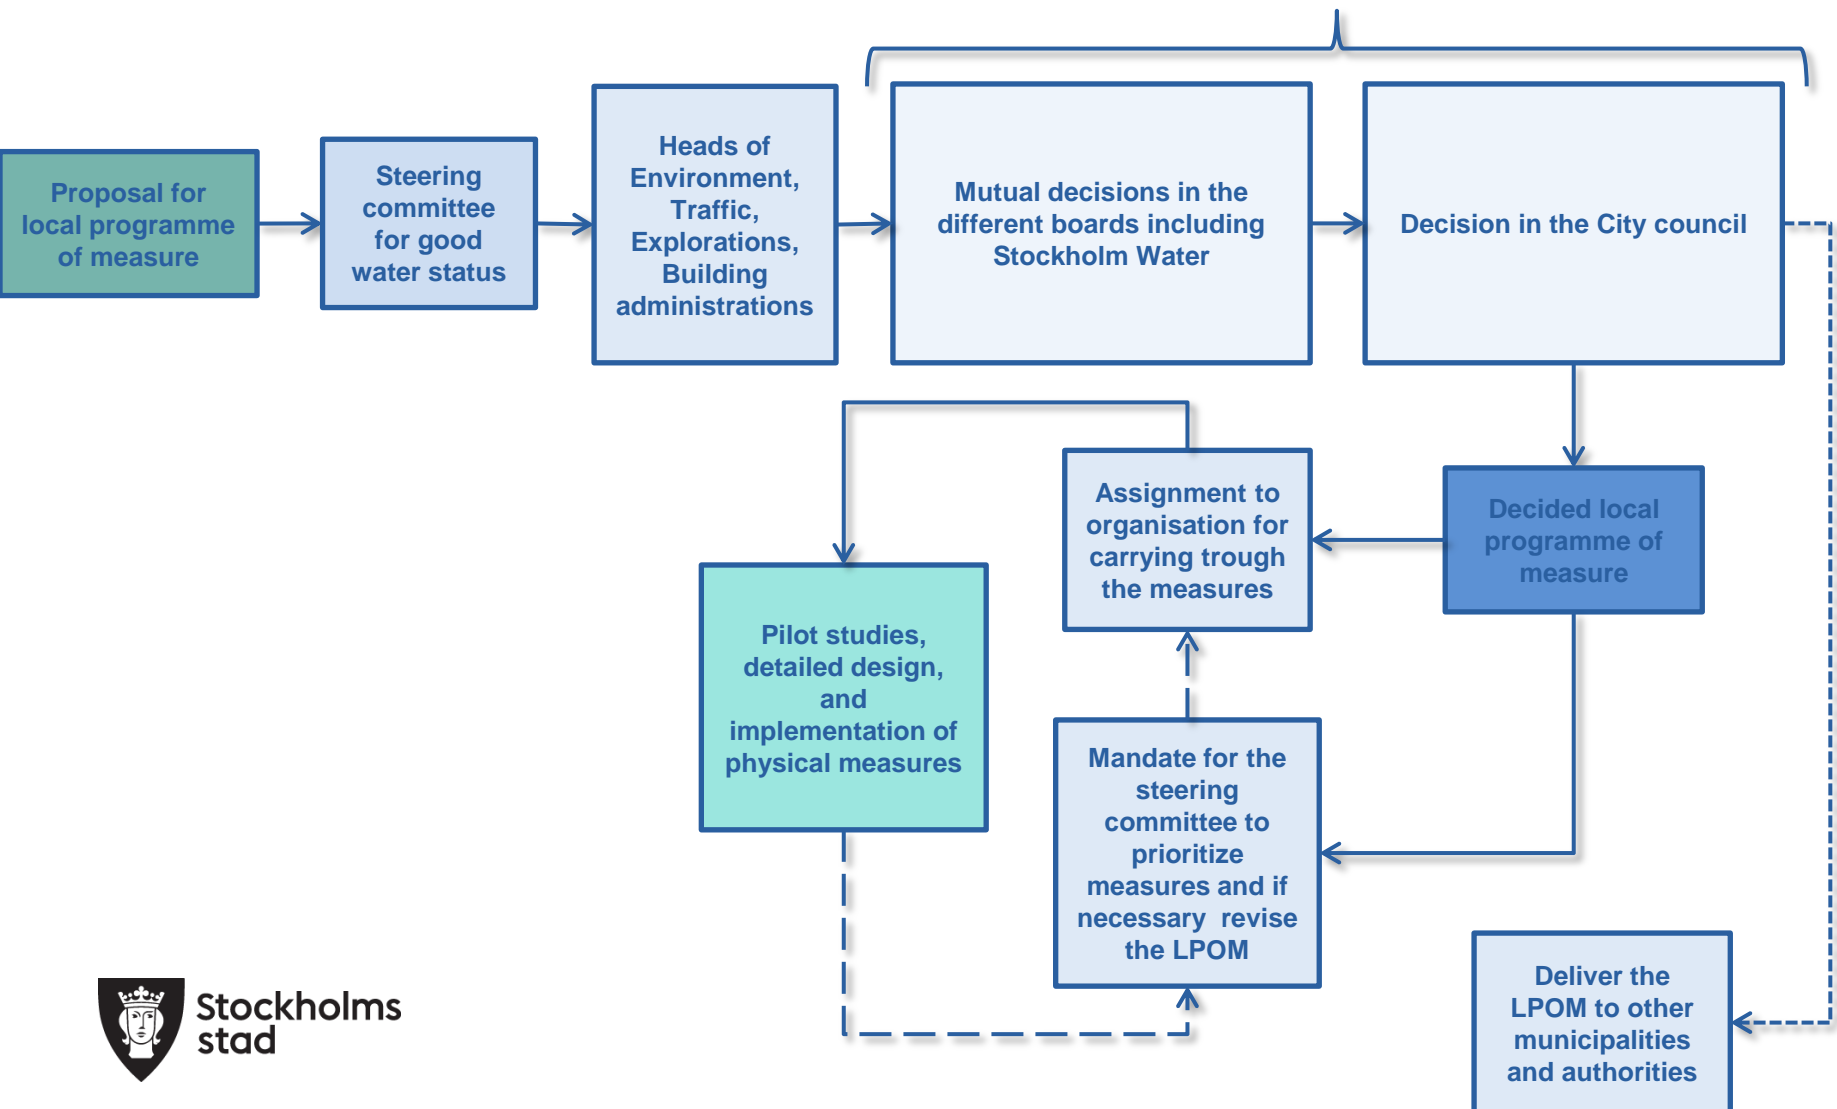 Proposal for
local programme
of measure
Steering
committee
for good
water status
Heads of
Environment,
Traffic,
Explorations,
Building
administrations
Mutual decisions in the
different boards including
Stockholm Water
Decision in the City council
Assignment to
organisation for
carrying trough
the measures
Decided local
programme of
measure
Pilot studies,
detailed design,
and
implementation of
physical measures
Mandate for the
steering
committee to
prioritize
measures and if
necessary  revise
the LPOM
Deliver the
LPOM to other
municipalities
and authorities
Stockholms
stad